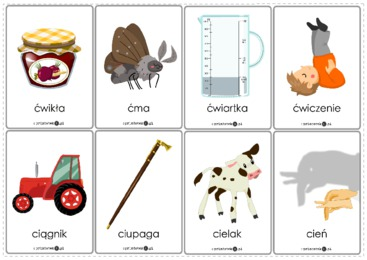 ćwikła
ćma
ćwiartka
ćwiczenie
ciągnik
ciupaga
cielak
cień